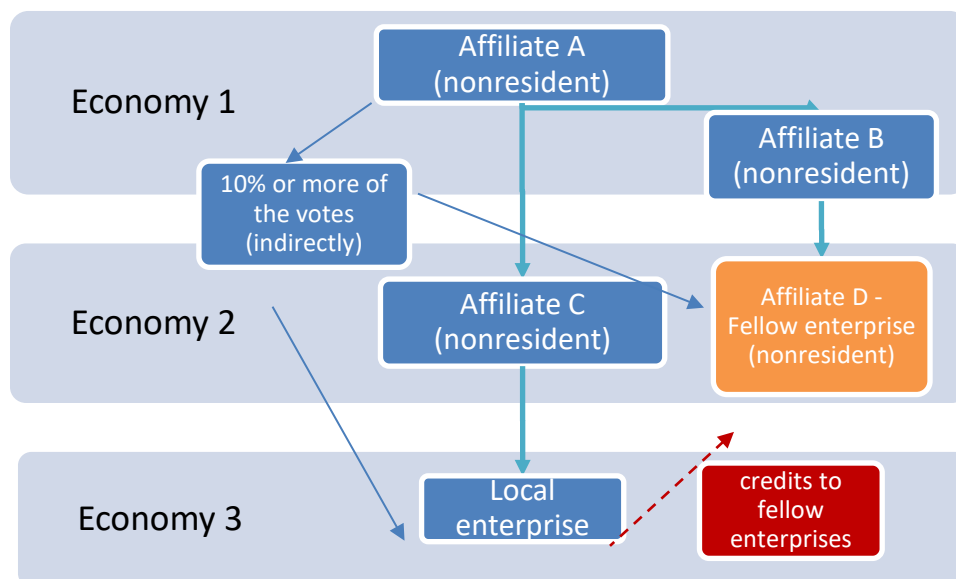 Economy 1
Affiliate A
(nonresident)
Affiliate B
(nonresident)
10% or more of
the votes
(indirectly)
Economy 2
Affiliate C
(nonresident)
Affiliate D -
Fellow enterprise
(nonresident)
Economy 3
Local
enterprise
credits to
fellow
enterprises